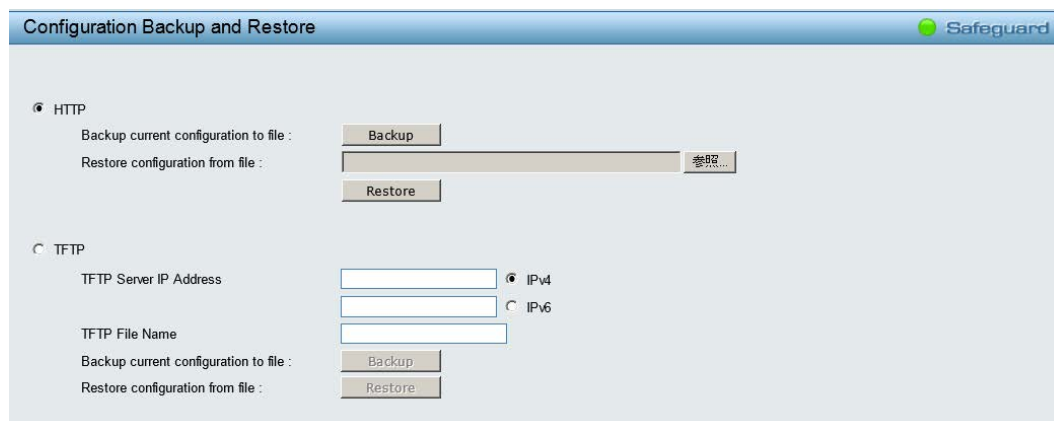 Configuration Backup and Restore
Safeguard
HTTP
Backup current configuration to file :
Backup
Restore configuration from file :
参照...
Restore
TFTP
TFTP Server IP Address
IPv4
IPv6
TFTP File Name
Backup current configuration to file :
Backup
Restore configuration from file :
Restore